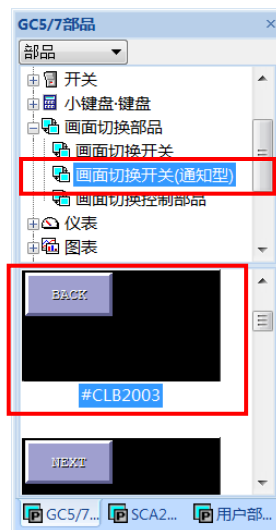 GC5/7部品
部品
开关
小键盘·键盘
画面切换部品
画面切换开关
画面切换开关(通知型)
画面切换控制部品
仪表
图表
BACK
#CLB2003
NEXT
GC5/7... SCA2... 用户部...